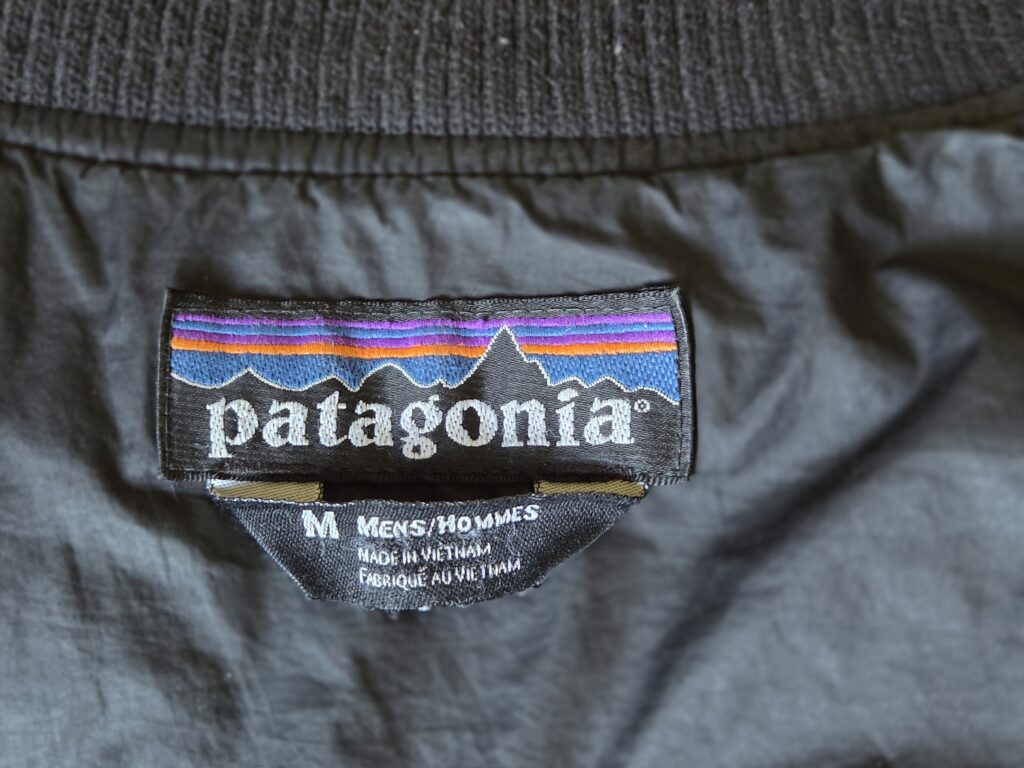 patagonia®
M MENS/HOMMES
MADE IN VIETNAM
FABRIQUÉ AU VIETNAM